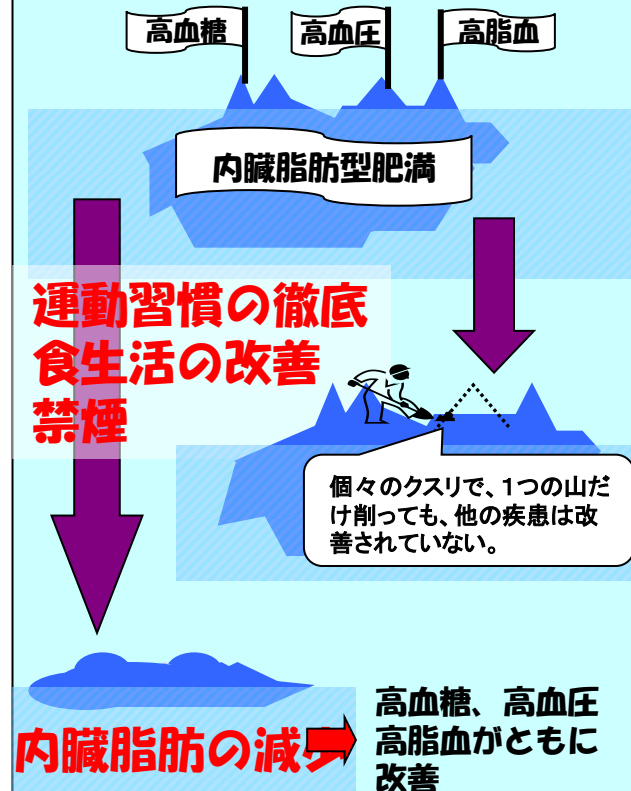 高血糖
高血圧
高脂血
内臓脂肪型肥満
運動習慣の徹底
食生活の改善
禁煙
個々のクスリで、1つの山だ
け削っても、他の疾患は改
善されていない。
内臓脂肪の減少
高血糖、高血圧
高脂血がともに
改善